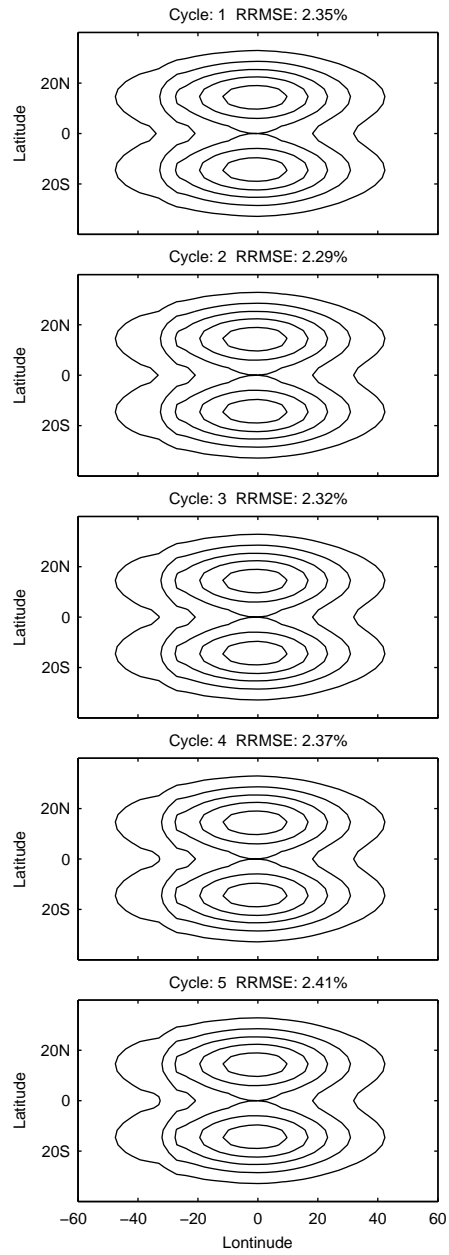 Cycle: 1 RRMSE: 2.35%
20N
0
20S
Latitude
Cycle: 2 RRMSE: 2.29%
20N
0
20S
Latitude
Cycle: 3 RRMSE: 2.32%
20N
0
20S
Latitude
Cycle: 4 RRMSE: 2.37%
20N
0
20S
Latitude
Cycle: 5 RRMSE: 2.41%
20N
0
20S
Latitude
−60 −40 −20 0 20 40 60
Lontinude